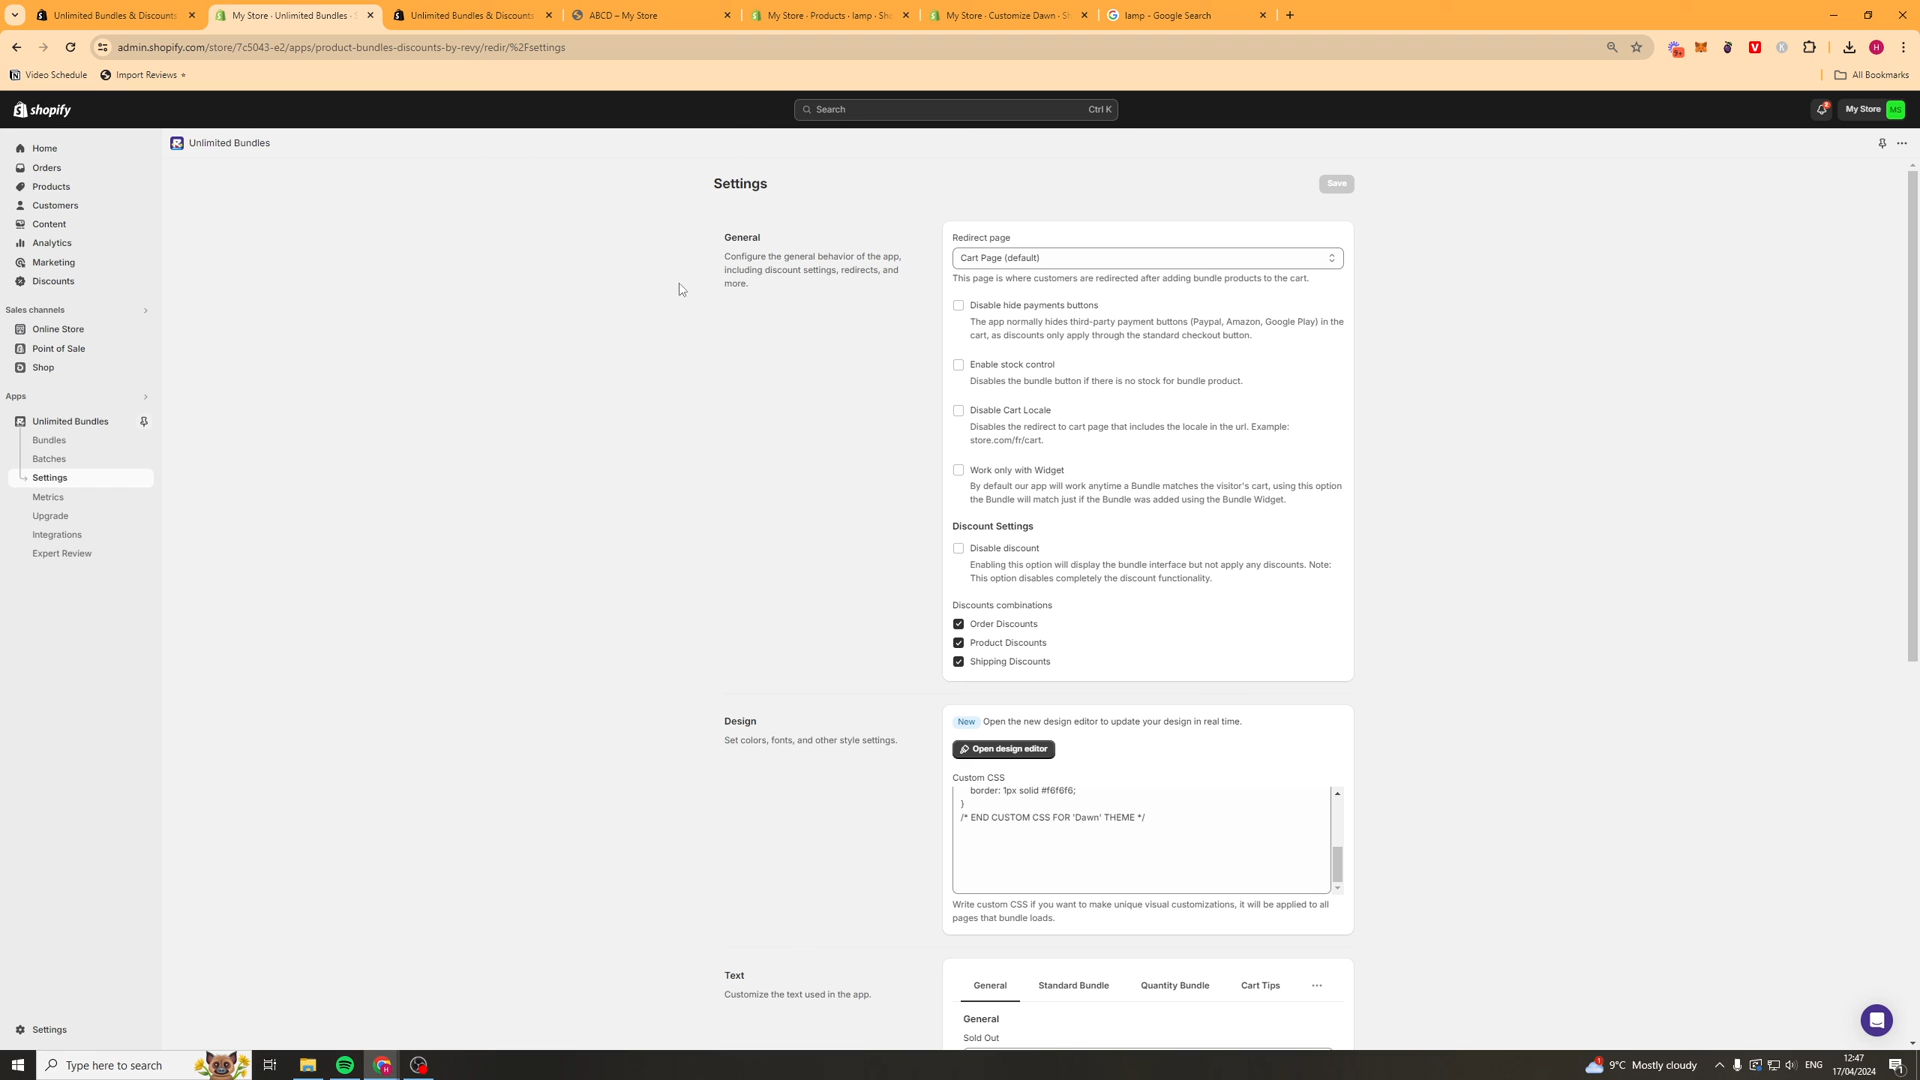 Unlimited Bundles & Discounts
My Store · Unlimited Bundles · S
Unlimited Bundles & Discounts
ABCD – My Store
My Store · Products · lamp · Sho
My Store · Customize Dawn · Sh
lamp - Google Search
admin.shopify.com/store/7c5043-e2/apps/product-bundles-discounts-by-revy/redir/%2Fsettings
9+
H
Video Schedule
Import Reviews
All Bookmarks
shopify
Search
Ctrl K
My Store
MS
Home
Orders
Products
Customers
Content
Analytics
Marketing
Discounts
Sales channels
Online Store
Point of Sale
Shop
Apps
Unlimited Bundles
Bundles
Batches
Settings
Metrics
Upgrade
Integrations
Expert Review
Settings
Unlimited Bundles
Settings
Save
General
Configure the general behavior of the app,
including discount settings, redirects, and
more.
Redirect page
Cart Page (default)
This page is where customers are redirected after adding bundle products to the cart.
Disable hide payments buttons
The app normally hides third-party payment buttons (Paypal, Amazon, Google Play) in the
cart, as discounts only apply through the standard checkout button.
Enable stock control
Disables the bundle button if there is no stock for bundle product.
Disable Cart Locale
Disables the redirect to cart page that includes the locale in the url. Example:
store.com/fr/cart.
Work only with Widget
By default our app will work anytime a Bundle matches the visitor's cart, using this option
the Bundle will match just if the Bundle was added using the Bundle Widget.
Discount Settings
Disable discount
Enabling this option will display the bundle interface but not apply any discounts. Note:
This option disables completely the discount functionality.
Discounts combinations
Order Discounts
Product Discounts
Shipping Discounts
Design
Set colors, fonts, and other style settings.
New Open the new design editor to update your design in real time.
Open design editor
Custom CSS
border: 1px solid #f6f6f6;
}
/* END CUSTOM CSS FOR 'Dawn' THEME */
Write custom CSS if you want to make unique visual customizations, it will be applied to all
pages that bundle loads.
Text
Customize the text used in the app.
General
Standard Bundle
Quantity Bundle
Cart Tips
General
Sold Out
Type here to search
9°C Mostly cloudy
ENG
12:47
17/04/2024